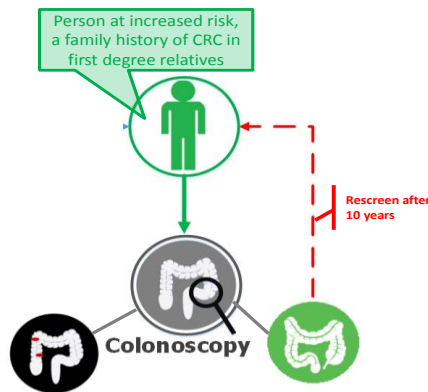 Person at increased risk,
a family history of CRC in
first degree relatives
Rescreen after
10 years
Colonoscopy